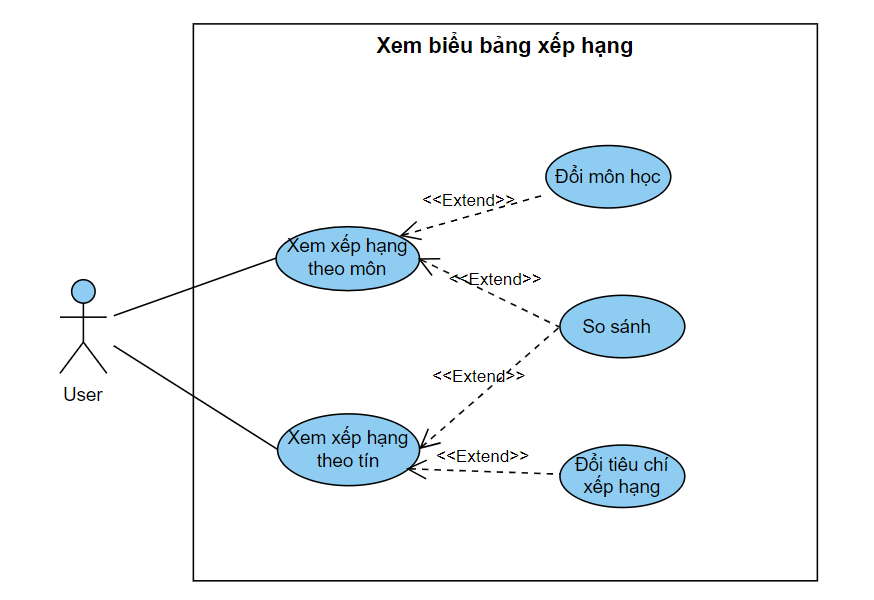 Xem biểu bảng xếp hạng
Đổi môn học
<<Extend>>
Xem xếp hạng
theo môn
<<Extend>>
So sánh
User
<<Extend>>
Xem xếp hạng
theo tín
<<Extend>>
Đổi tiêu chí
xếp hạng